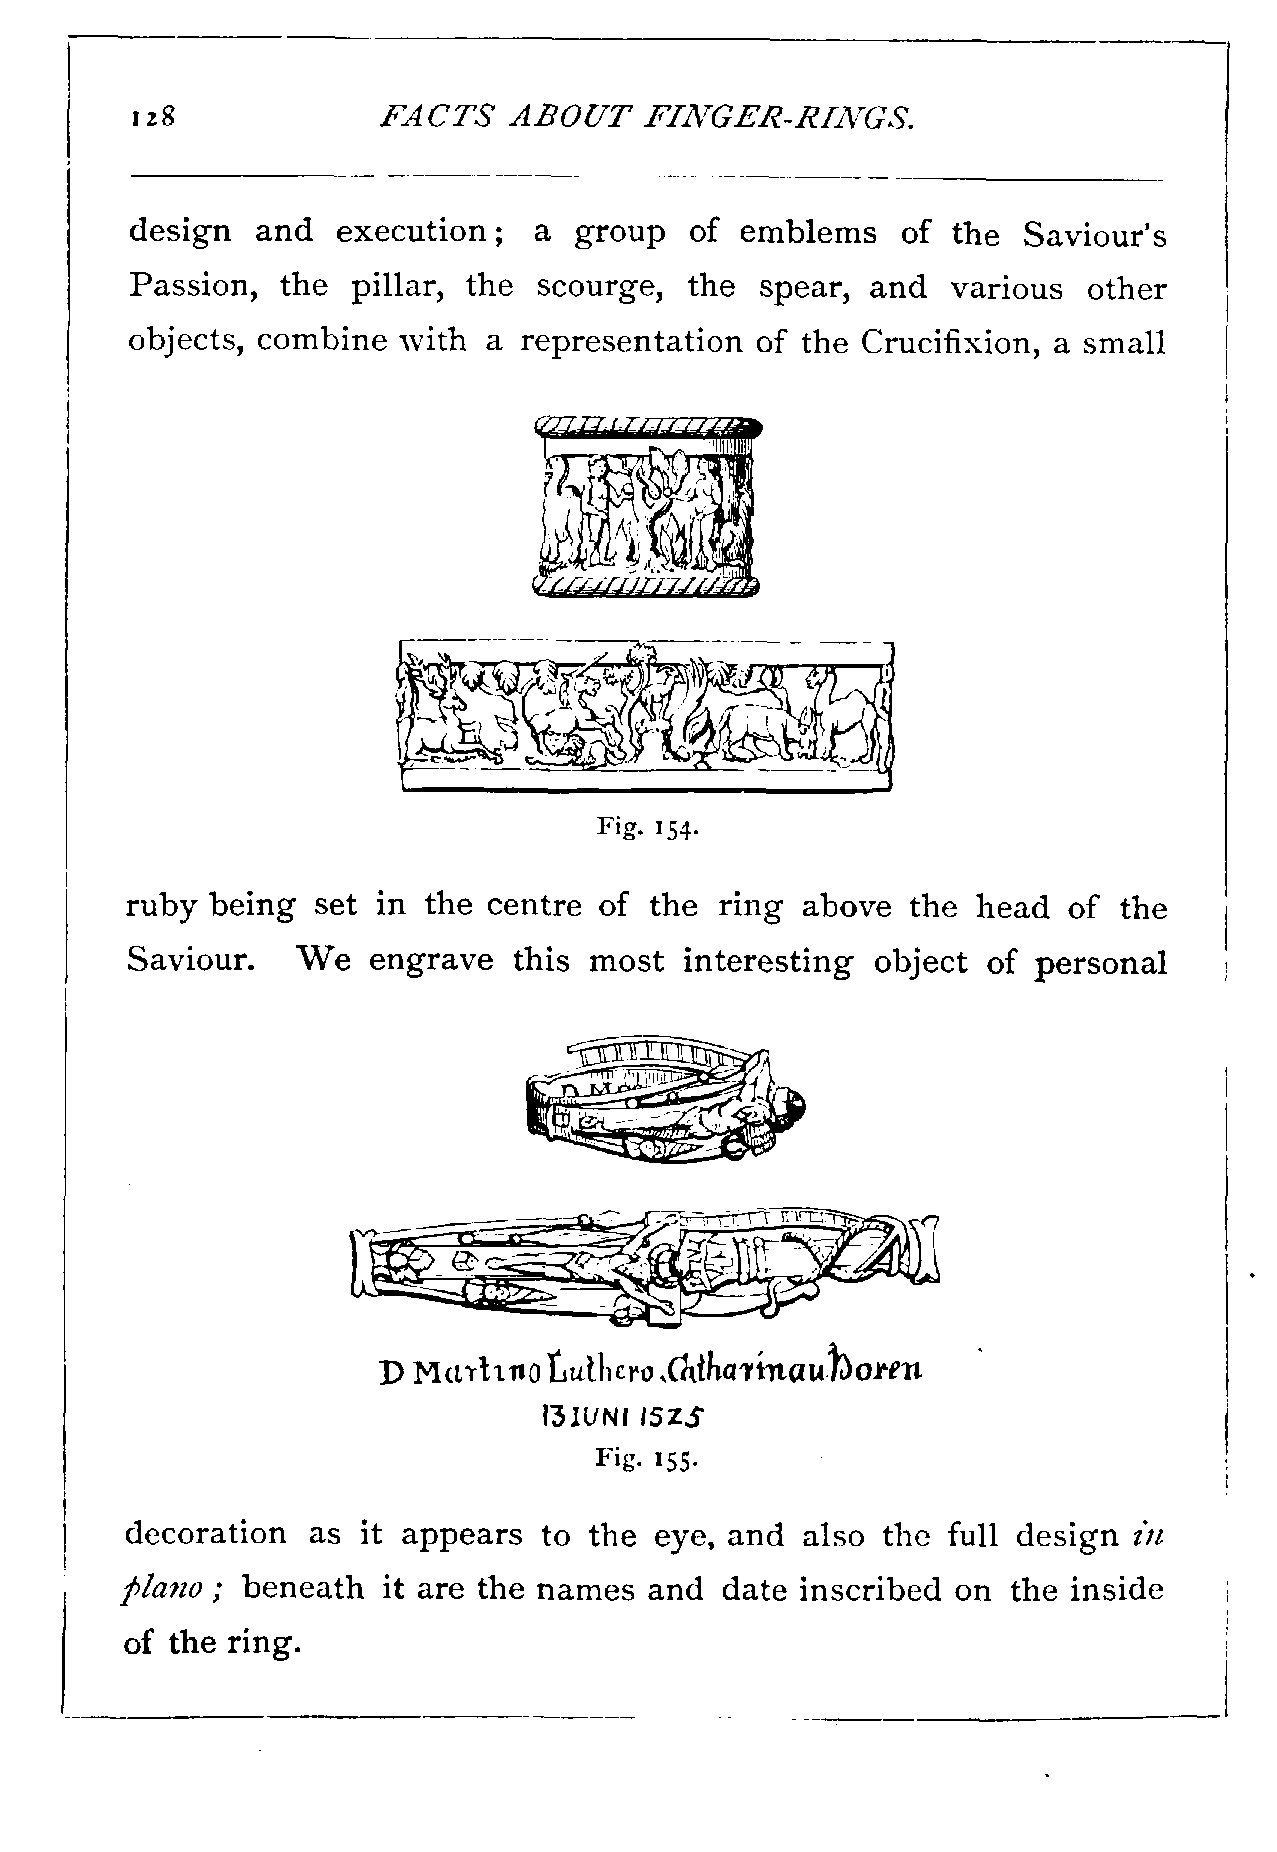 128 FACTS ABOUT FINGER-RINGS.
design and execution; a group of emblems of the Saviour's
Passion, the pillar, the scourge, the spear, and various other
objects, combine with a representation of the Crucifixion, a small
Fig. 154.
ruby being set in the centre of the ring above the head of the
Saviour. We engrave this most interesting object of personal
D Martino Luthero
13 IUNI 1525
Fig. 155.
decoration as it appears to the eye, and also the full design in
plano; beneath it are the names and date inscribed on the inside
of the ring.